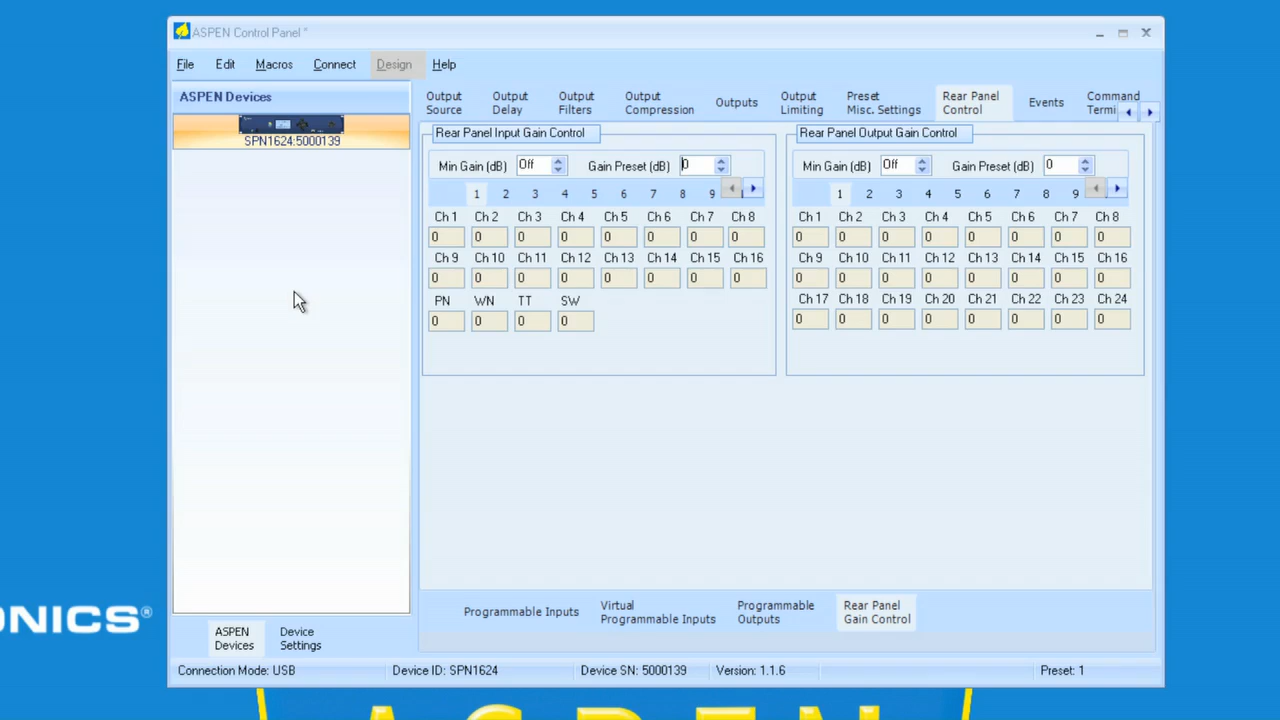 ASPEN Control Panel *
File Edit Macros Connect Design Help
ASPEN Devices
SPN1624:5000139
Output Source
Output Delay
Output Filters
Output Compression
Outputs
Output Limiting
Preset Misc. Settings
Rear Panel Control
Events
Command Termi
Rear Panel Input Gain Control
Min Gain (dB) Off Gain Preset (dB) 0
1 2 3 4 5 6 7 8 9
Ch 1 Ch 2 Ch 3 Ch 4 Ch 5 Ch 6 Ch 7 Ch 8
0 0 0 0 0 0 0 0
Ch 9 Ch 10 Ch 11 Ch 12 Ch 13 Ch 14 Ch 15 Ch 16
0 0 0 0 0 0 0 0
PN WN TT SW
0 0 0 0
Rear Panel Output Gain Control
Min Gain (dB) Off Gain Preset (dB) 0
1 2 3 4 5 6 7 8 9
Ch 1 Ch 2 Ch 3 Ch 4 Ch 5 Ch 6 Ch 7 Ch 8
0 0 0 0 0 0 0 0
Ch 9 Ch 10 Ch 11 Ch 12 Ch 13 Ch 14 Ch 15 Ch 16
0 0 0 0 0 0 0 0
Ch 17 Ch 18 Ch 19 Ch 20 Ch 21 Ch 22 Ch 23 Ch 24
0 0 0 0 0 0 0 0
Programmable Inputs
Virtual Programmable Inputs
Programmable Outputs
Rear Panel Gain Control
ONICS®
ASPEN Devices
Device Settings
Connection Mode: USB Device ID: SPN1624 Device SN: 5000139 Version: 1.1.6 Preset: 1
ASPEN